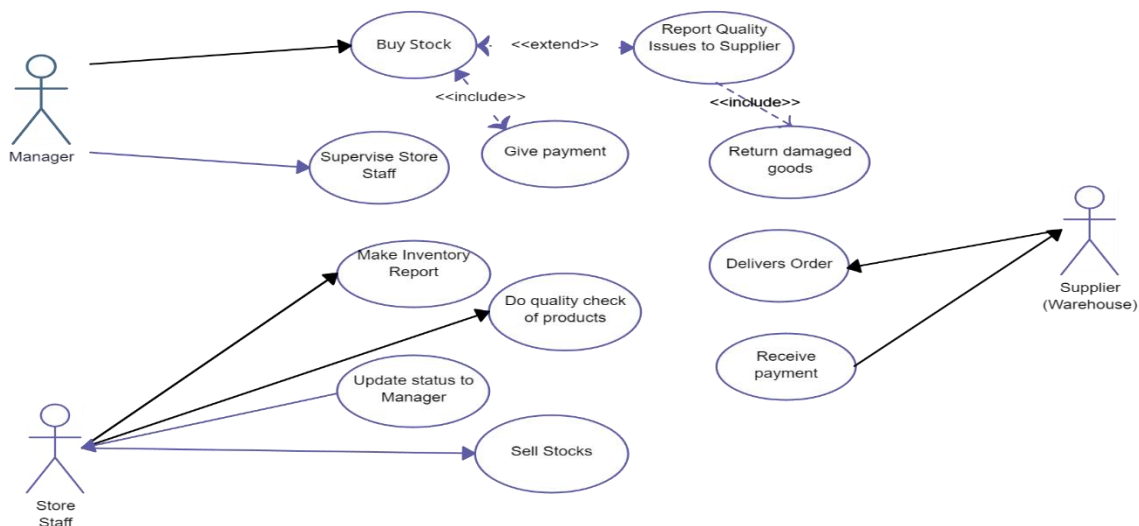 Report Quality
Issues to Supplier
Buy Stock
<<extend>>
<<include>>
<<include>>
Manager
Supervise Store
Staff
Give payment
Return damaged
goods
Make Inventory
Report
Delivers Order
Supplier
(Warehouse)
Do quality check
of products
Receive
payment
Update status to
Manager
Sell Stocks
Store
Staff